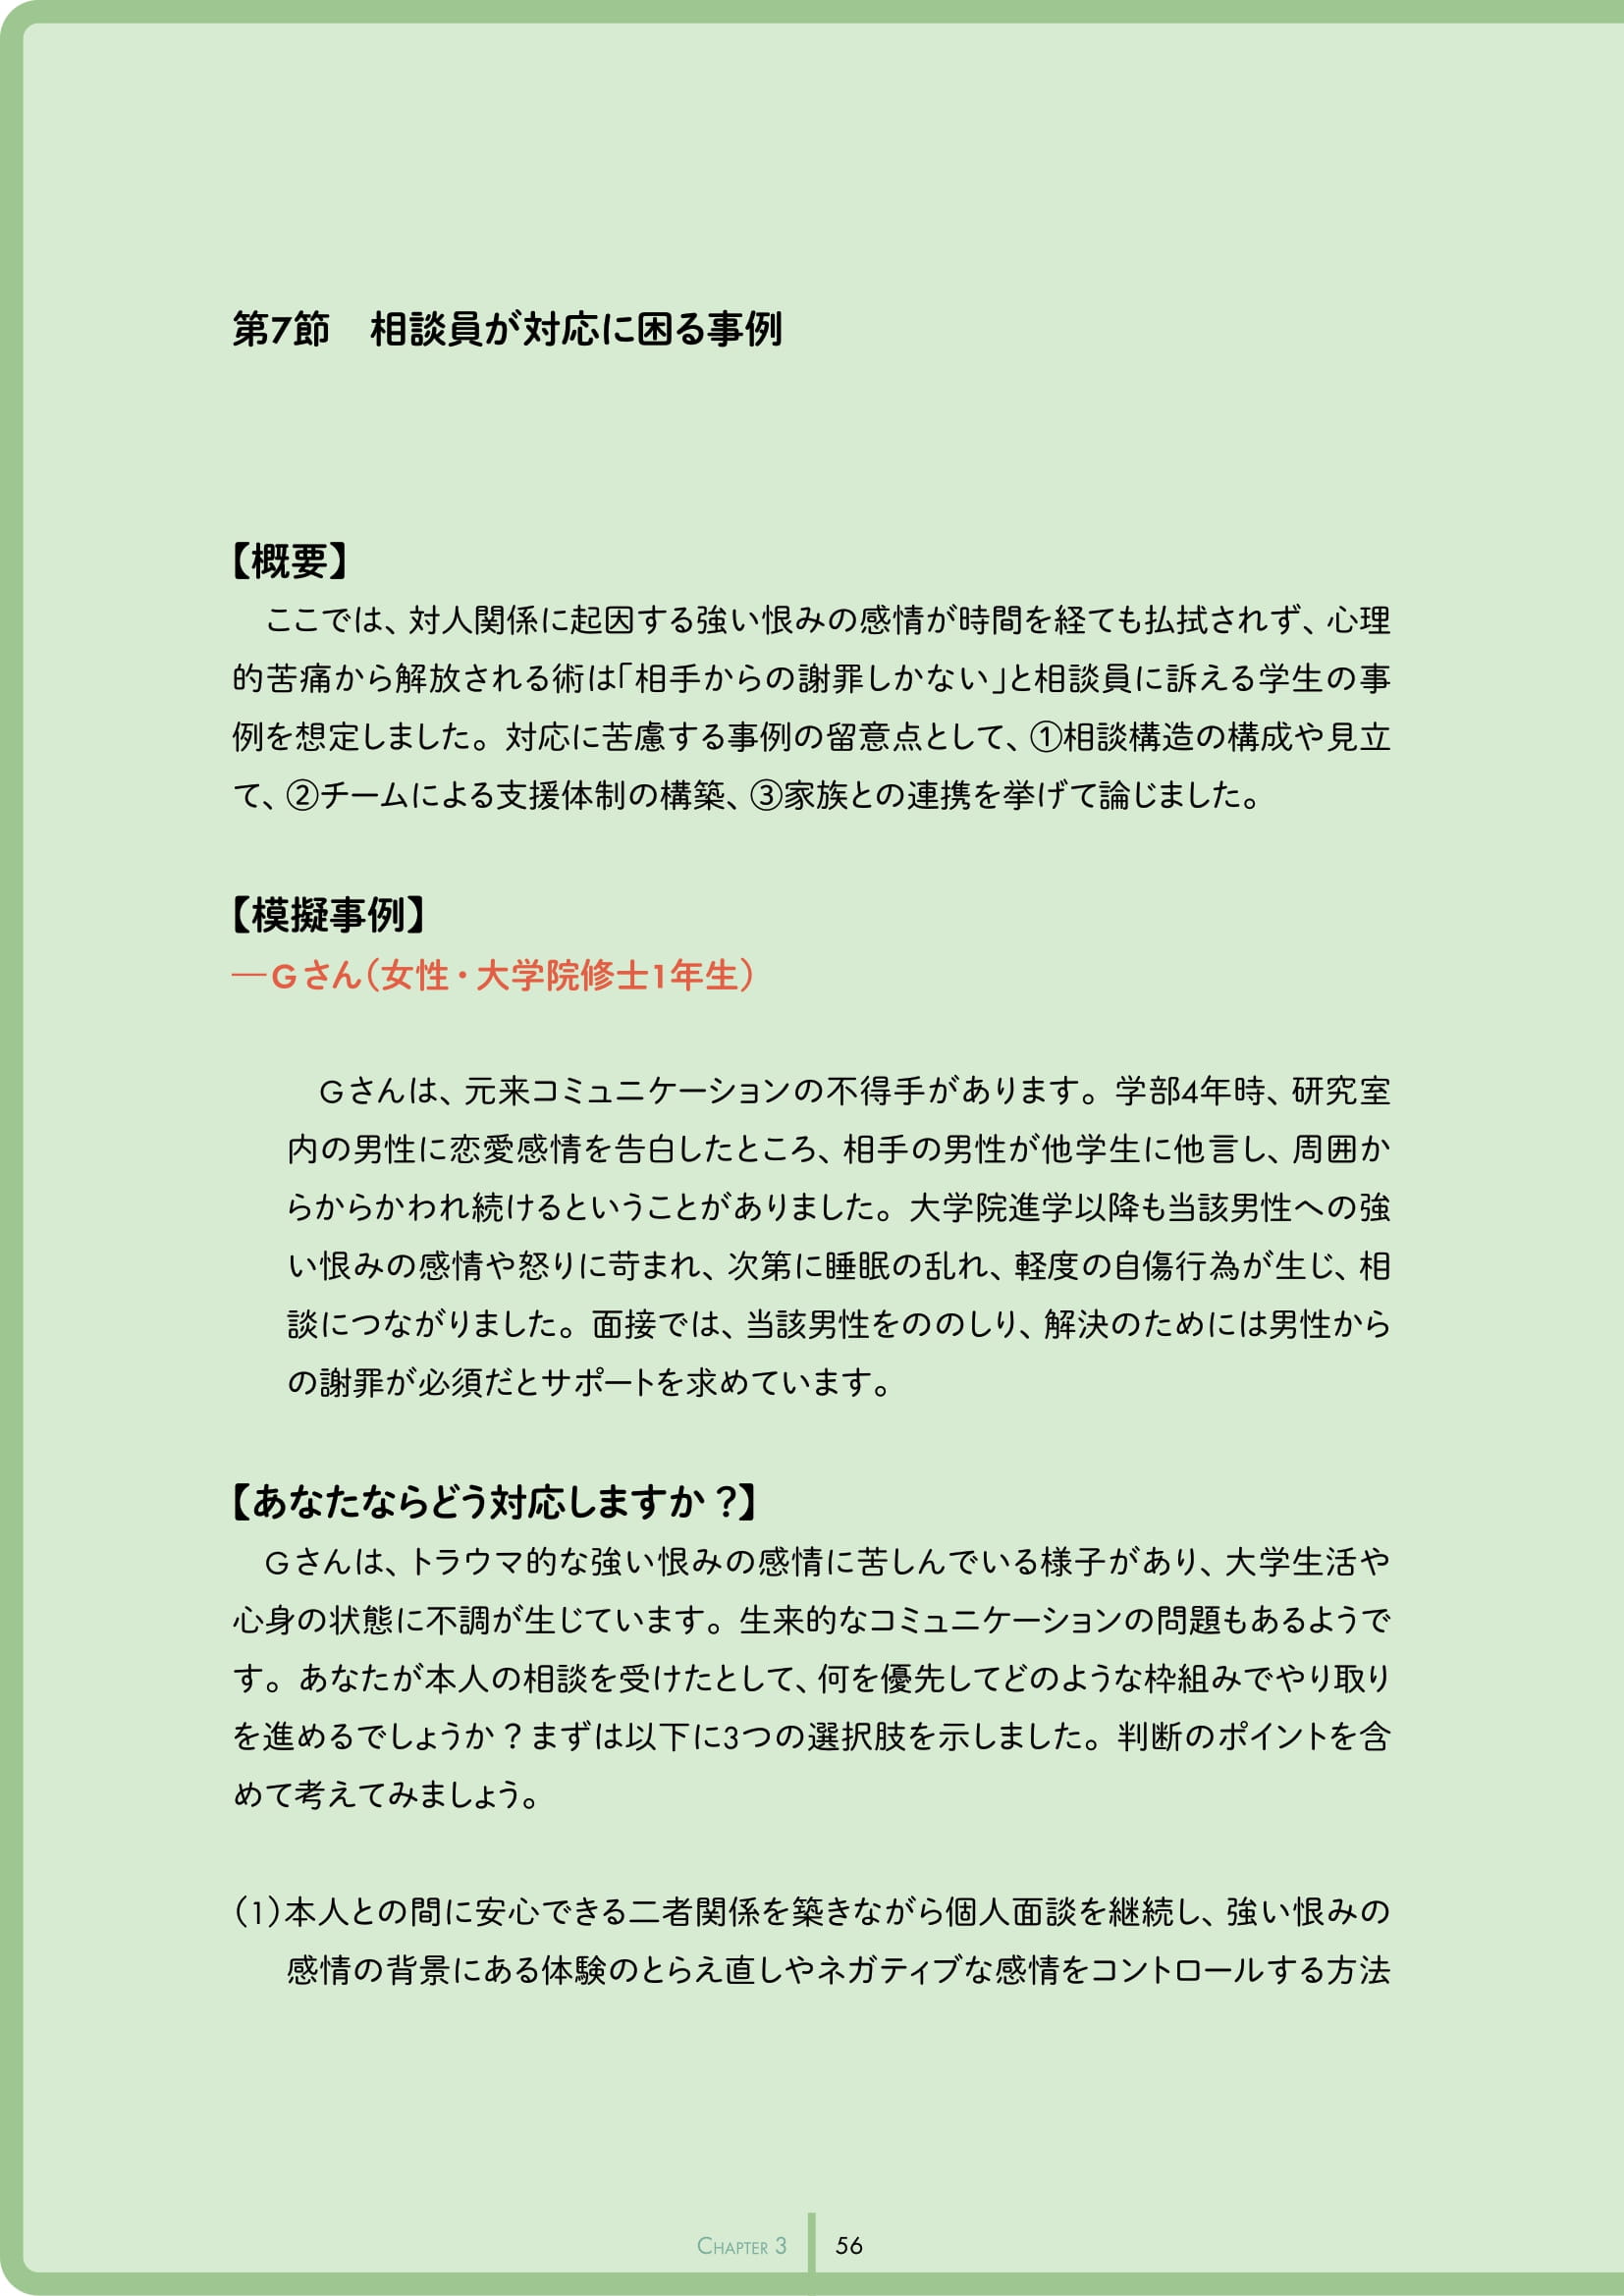 第7節　相談員が対応に困る事例
【概要】
ここでは、対人関係に起因する強い恨みの感情が時間を経ても払拭されず、心理
的苦痛から解放される術は「相手からの謝罪しかない」と相談員に訴える学生の事
例を想定しました。対応に苦慮する事例の留意点として、①相談構造の構成や見立
て、②チームによる支援体制の構築、③家族との連携を挙げて論じました。
【模擬事例】
―Gさん（女性・大学院修士1年生）
Gさんは、元来コミュニケーションの不得手があります。学部4年時、研究室
内の男性に恋愛感情を告白したところ、相手の男性が他学生に他言し、周囲か
らからかわれ続けるということがありました。大学院進学以降も当該男性への強
い恨みの感情や怒りに苛まれ、次第に睡眠の乱れ、軽度の自傷行為が生じ、相
談につながりました。面接では、当該男性をののしり、解決のためには男性から
の謝罪が必須だとサポートを求めています。
【あなたならどう対応しますか？】
Gさんは、トラウマ的な強い恨みの感情に苦しんでいる様子があり、大学生活や
心身の状態に不調が生じています。生来的なコミュニケーションの問題もあるようで
す。あなたが本人の相談を受けたとして、何を優先してどのような枠組みでやり取り
を進めるでしょうか？まずは以下に3つの選択肢を示しました。判断のポイントを含
めて考えてみましょう。
（1）本人との間に安心できる二者関係を築きながら個人面談を継続し、強い恨みの
感情の背景にある体験のとらえ直しやネガティブな感情をコントロールする方法
Chapter 3 56